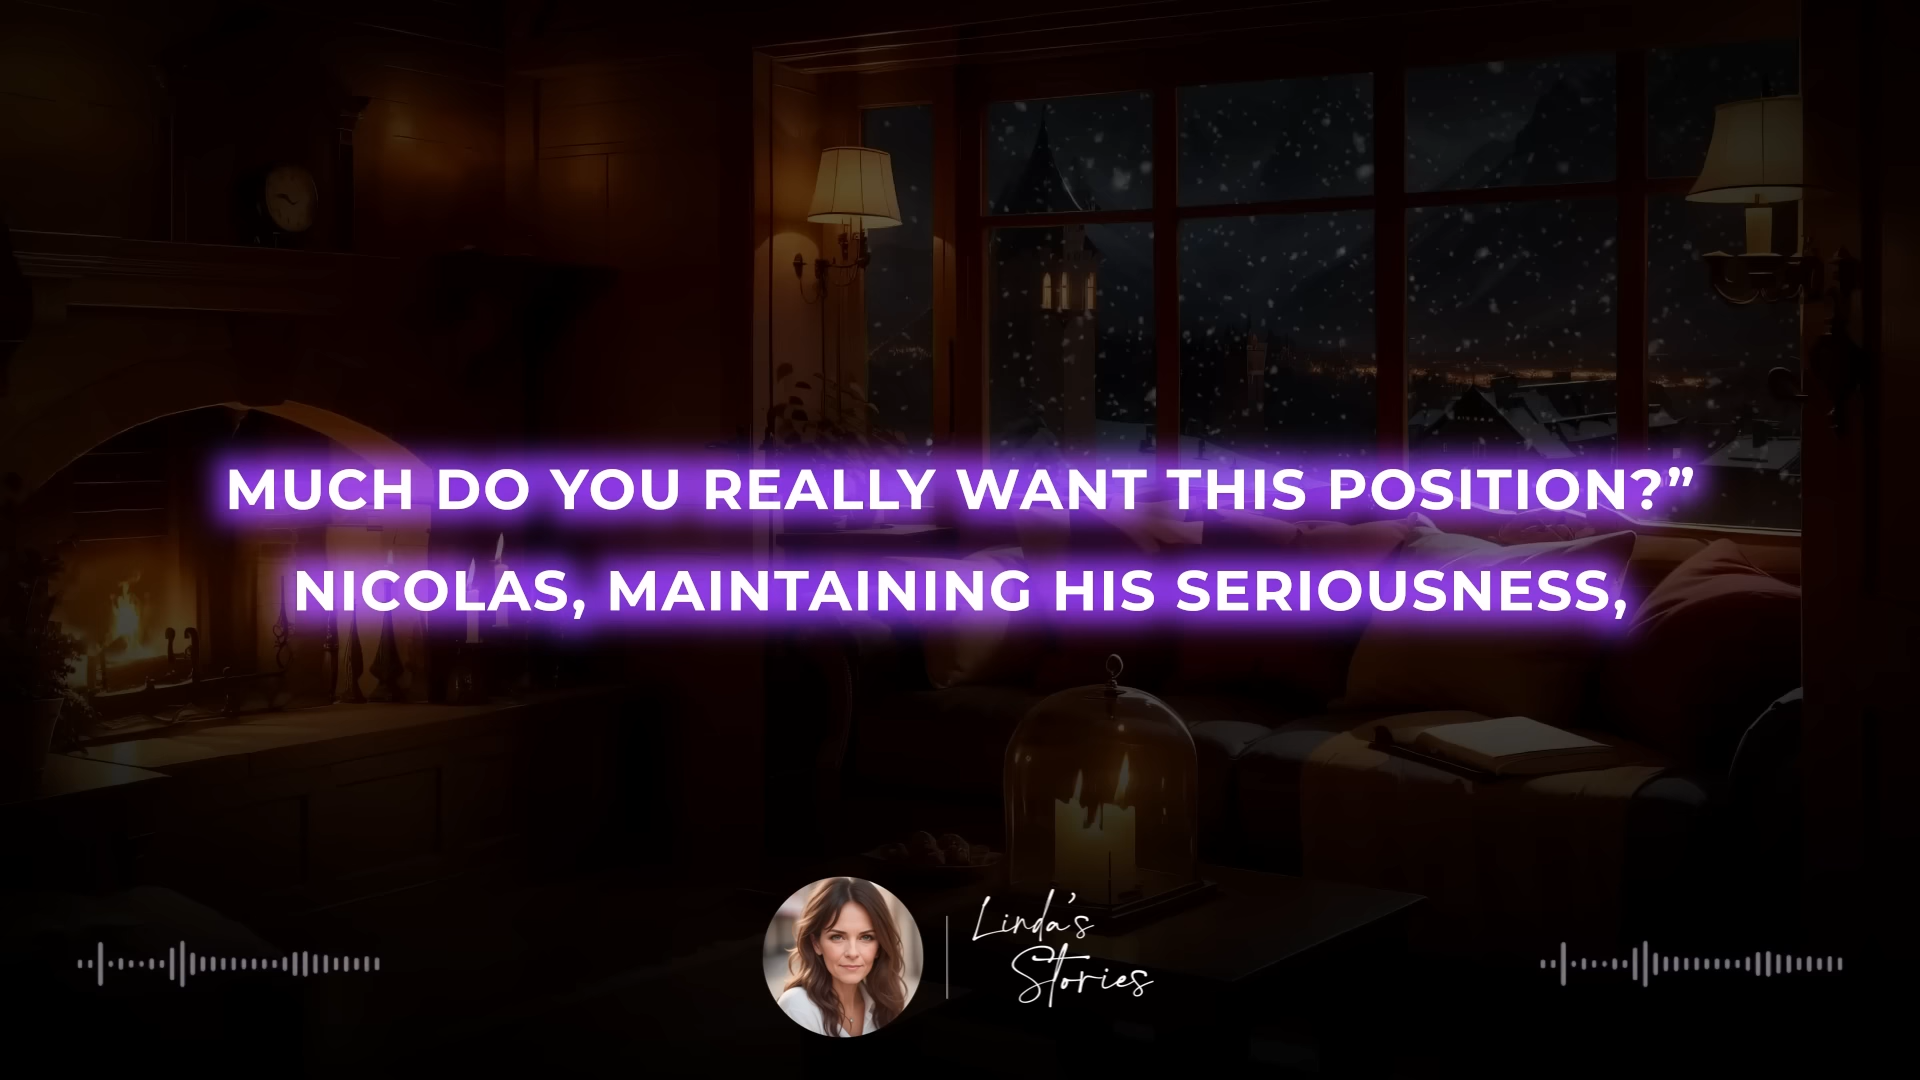 MUCH DO YOU REALLY WANT THIS POSITION?”
NICOLAS, MAINTAINING HIS SERIOUSNESS,
Linda's
Stories